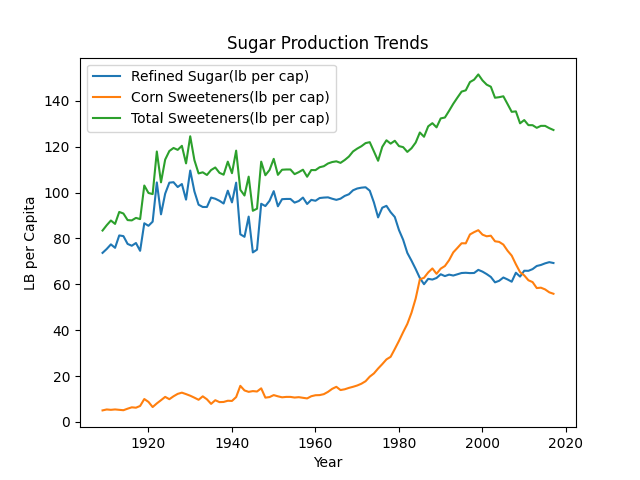 Sugar Production Trends
Refined Sugar(lb per cap)
Corn Sweeteners(lb per cap)
Total Sweeteners(lb per cap)
LB per Capita
140
120
100
80
60
40
20
0
1920 1940 1960 1980 2000 2020
Year